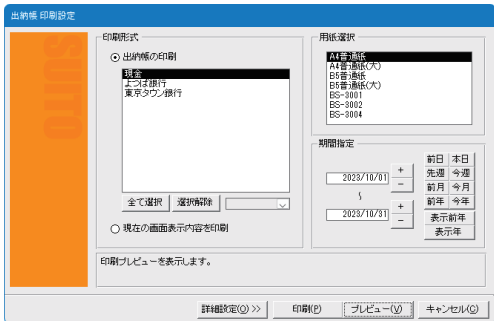 出納帳 印刷設定
SUITO
印刷形式
出納帳の印刷
現金
よつば銀行
東京タウン銀行
全て選択 選択解除
現在の画面表示内容を印刷
用紙選択
A4普通紙
A4普通紙(大)
B5普通紙
B5普通紙(大)
BS-3001
BS-3002
BS-3004
期間指定
2023/10/01 + −
∫
2023/10/31 + −
前日 本日
先週 今週
前月 今月
前年 今年
表示前年
表示年
印刷プレビューを表示します。
詳細設定(O) >> 印刷(P) プレビュー(V) キャンセル(C)